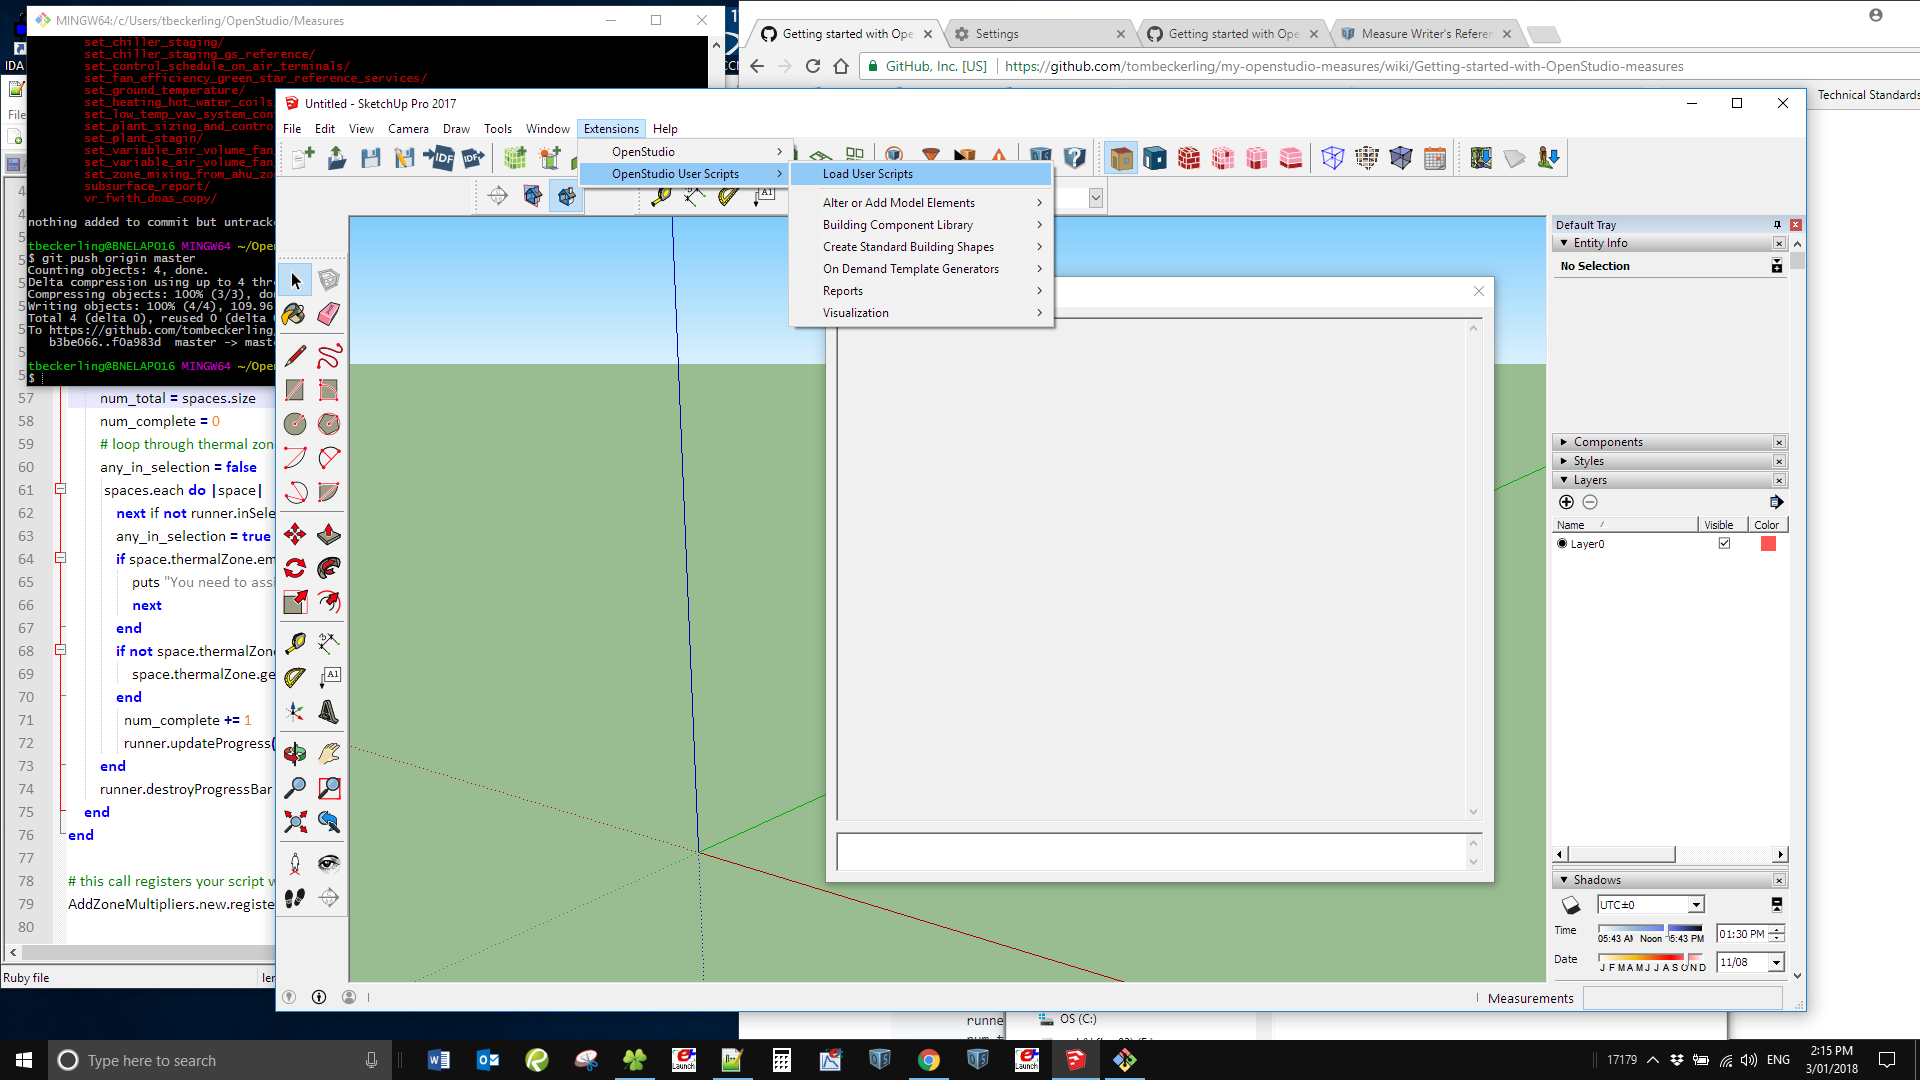 MINGW64:/c/Users/tbeckerling/OpenStudio/Measures
set_chiller_staging/
set_chiller_staging_gs_reference/
set_control_schedule_on_air_terminals/
set_fan_efficiency_green_star_reference_services/
set_ground_temperature/
set_heating_hot_water_coils
set_low_temp_vav_system_con
set_plant_sizing_and_contro
set_plant_stagin/
set_variable_air_volume_fan
set_variable_air_volume_fan
set_zone_mixing_from_ahu_zo
subsurface_report/
vr_fwith_doas_copy/
nothing added to commit but untrack
tbeckerling@BNELAP016 MINGW64 ~/Ope
$ git push origin master
Counting objects: 4, done.
Delta compression using up to 4 thr
Compressing objects: 100% (3/3), do
Writing objects: 100% (4/4), 109.96
Total 4 (delta 0), reused 0 (delta
To https://github.com/tombeckerling
b3be066..f0a983d master -> mast
tbeckerling@BNELAP016 MINGW64 ~/Ope
$
IDA
File
Getting started with Ope
Settings
Getting started with Ope
Measure Writer's Referen
GitHub, Inc. [US]
https://github.com/tombeckerling/my-openstudio-measures/wiki/Getting-started-with-OpenStudio-measures
Technical Standards
Untitled - SketchUp Pro 2017
File Edit View Camera Draw Tools Window Extensions Help
IDF IDF
OpenStudio
OpenStudio User Scripts
Load User Scripts
Alter or Add Model Elements
Building Component Library
Create Standard Building Shapes
On Demand Template Generators
Reports
Visualization
A1
A1
Default Tray
Entity Info
No Selection
Components
Styles
Layers
Name Visible Color
Layer0
Shadows
UTC±0
Time
05:43 AM Noon 5:43 PM
01:30 PM
Date
J F M A M J J A S O N D
11/08
Measurements
57 num_total = spaces.size
58 num_complete = 0
59 # loop through thermal zon
60 any_in_selection = false
61 spaces.each do |space|
62 next if not runner.inSele
63 any_in_selection = true
64 if space.thermalZone.em
65 puts "You need to assi
66 next
67 end
68 if not space.thermalZone
69 space.thermalZone.ge
70 end
71 num_complete += 1
72 runner.updateProgress(
73 end
74 runner.destroyProgressBar
75 end
76 end
77
78 # this call registers your script w
79 AddZoneMultipliers.new.registe
80
Ruby file
len
runne
OS (C:)
Type here to search
Launch
Launch
17179
ENG
2:15 PM
3/01/2018